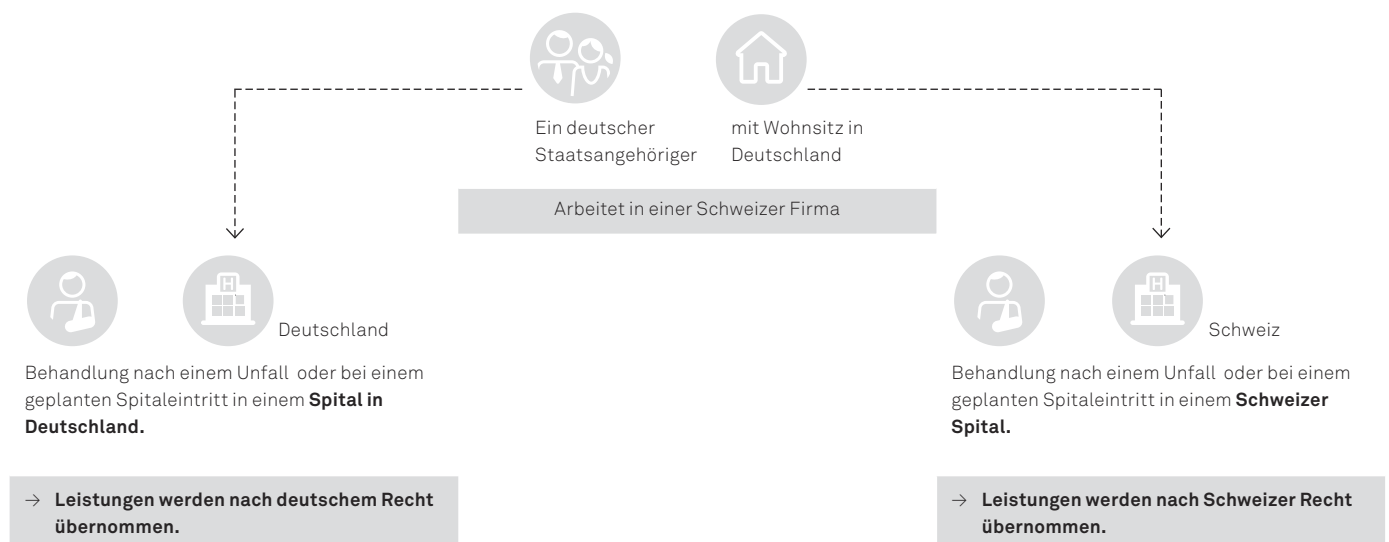 Ein deutscher
Staatsangehöriger
mit Wohnsitz in
Deutschland
Arbeitet in einer Schweizer Firma
H
Deutschland
Behandlung nach einem Unfall oder bei einem
geplanten Spitaleintritt in einem Spital in
Deutschland.
→ Leistungen werden nach deutschem Recht
übernommen.
H
Schweiz
Behandlung nach einem Unfall oder bei einem
geplanten Spitaleintritt in einem Schweizer
Spital.
→ Leistungen werden nach Schweizer Recht
übernommen.